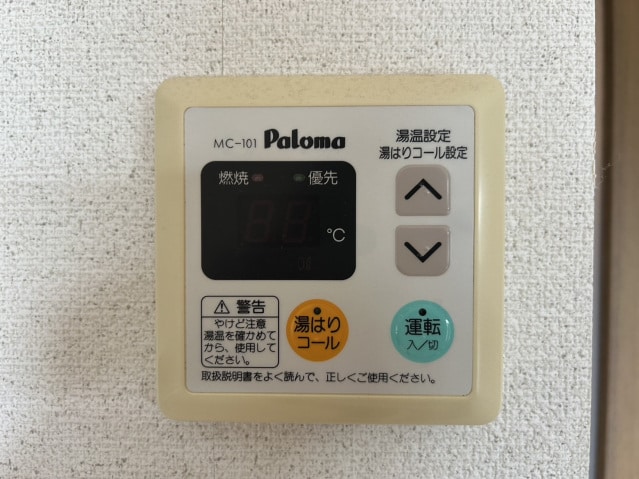 MC-101 Paloma
湯温設定
湯はりコール設定
燃焼 優先
88
℃
警告
やけど注意
湯温を確かめて
から、使用して
ください。
湯はり
コール
運転
入/切
取扱説明書をよく読んで、正しくご使用ください。